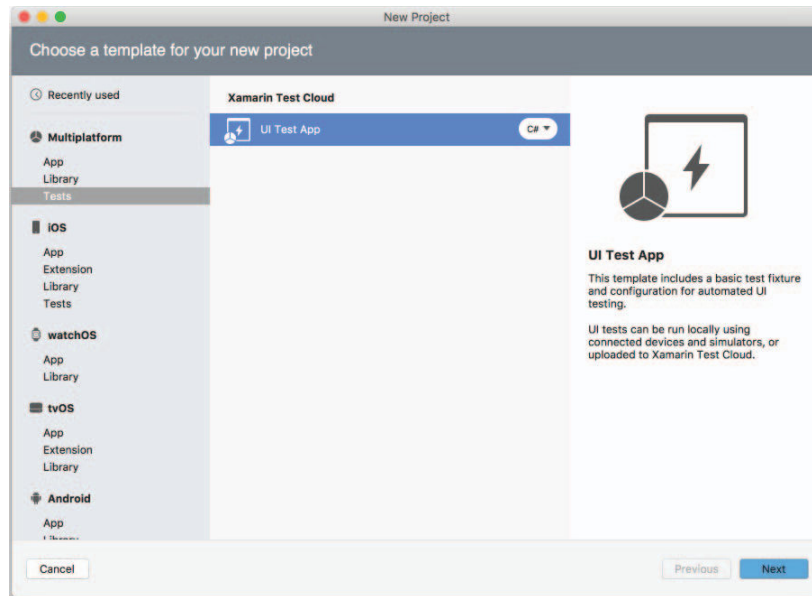 New Project
Choose a template for your new project
Recently used
Multiplatform
App
Library
Tests
iOS
App
Extension
Library
Tests
watchOS
App
Library
tvOS
App
Extension
Library
Android
App
Library
Xamarin Test Cloud
UI Test App
C#
UI Test App
This template includes a basic test fixture
and configuration for automated UI
testing.
UI tests can be run locally using
connected devices and simulators, or
uploaded to Xamarin Test Cloud.
Cancel
Previous
Next